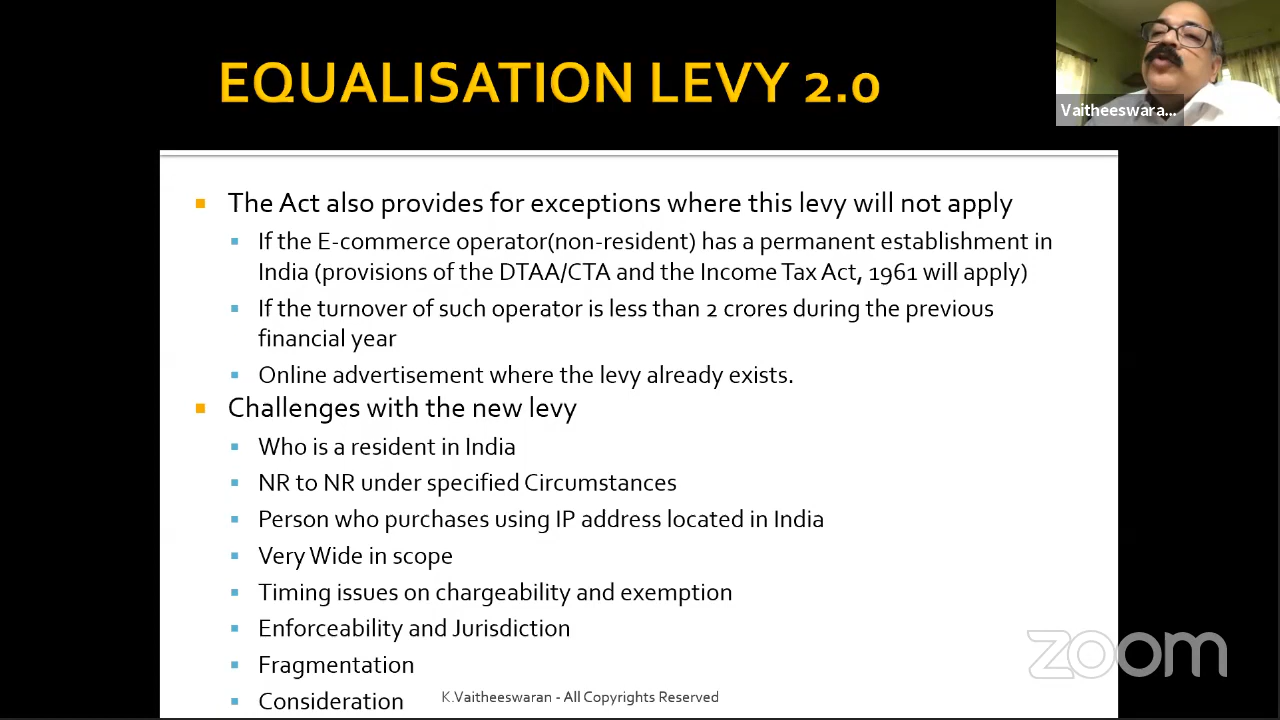 EQUALISATION LEVY 2.0
Vaitheeswara...
The Act also provides for exceptions where this levy will not apply
If the E-commerce operator(non-resident) has a permanent establishment in
India (provisions of the DTAA/CTA and the Income Tax Act, 1961 will apply)
If the turnover of such operator is less than 2 crores during the previous
financial year
Online advertisement where the levy already exists.
Challenges with the new levy
Who is a resident in India
NR to NR under specified Circumstances
Person who purchases using IP address located in India
Very Wide in scope
Timing issues on chargeability and exemption
Enforceability and Jurisdiction
Fragmentation
Consideration
K.Vaitheeswaran - All Copyrights Reserved
zoom